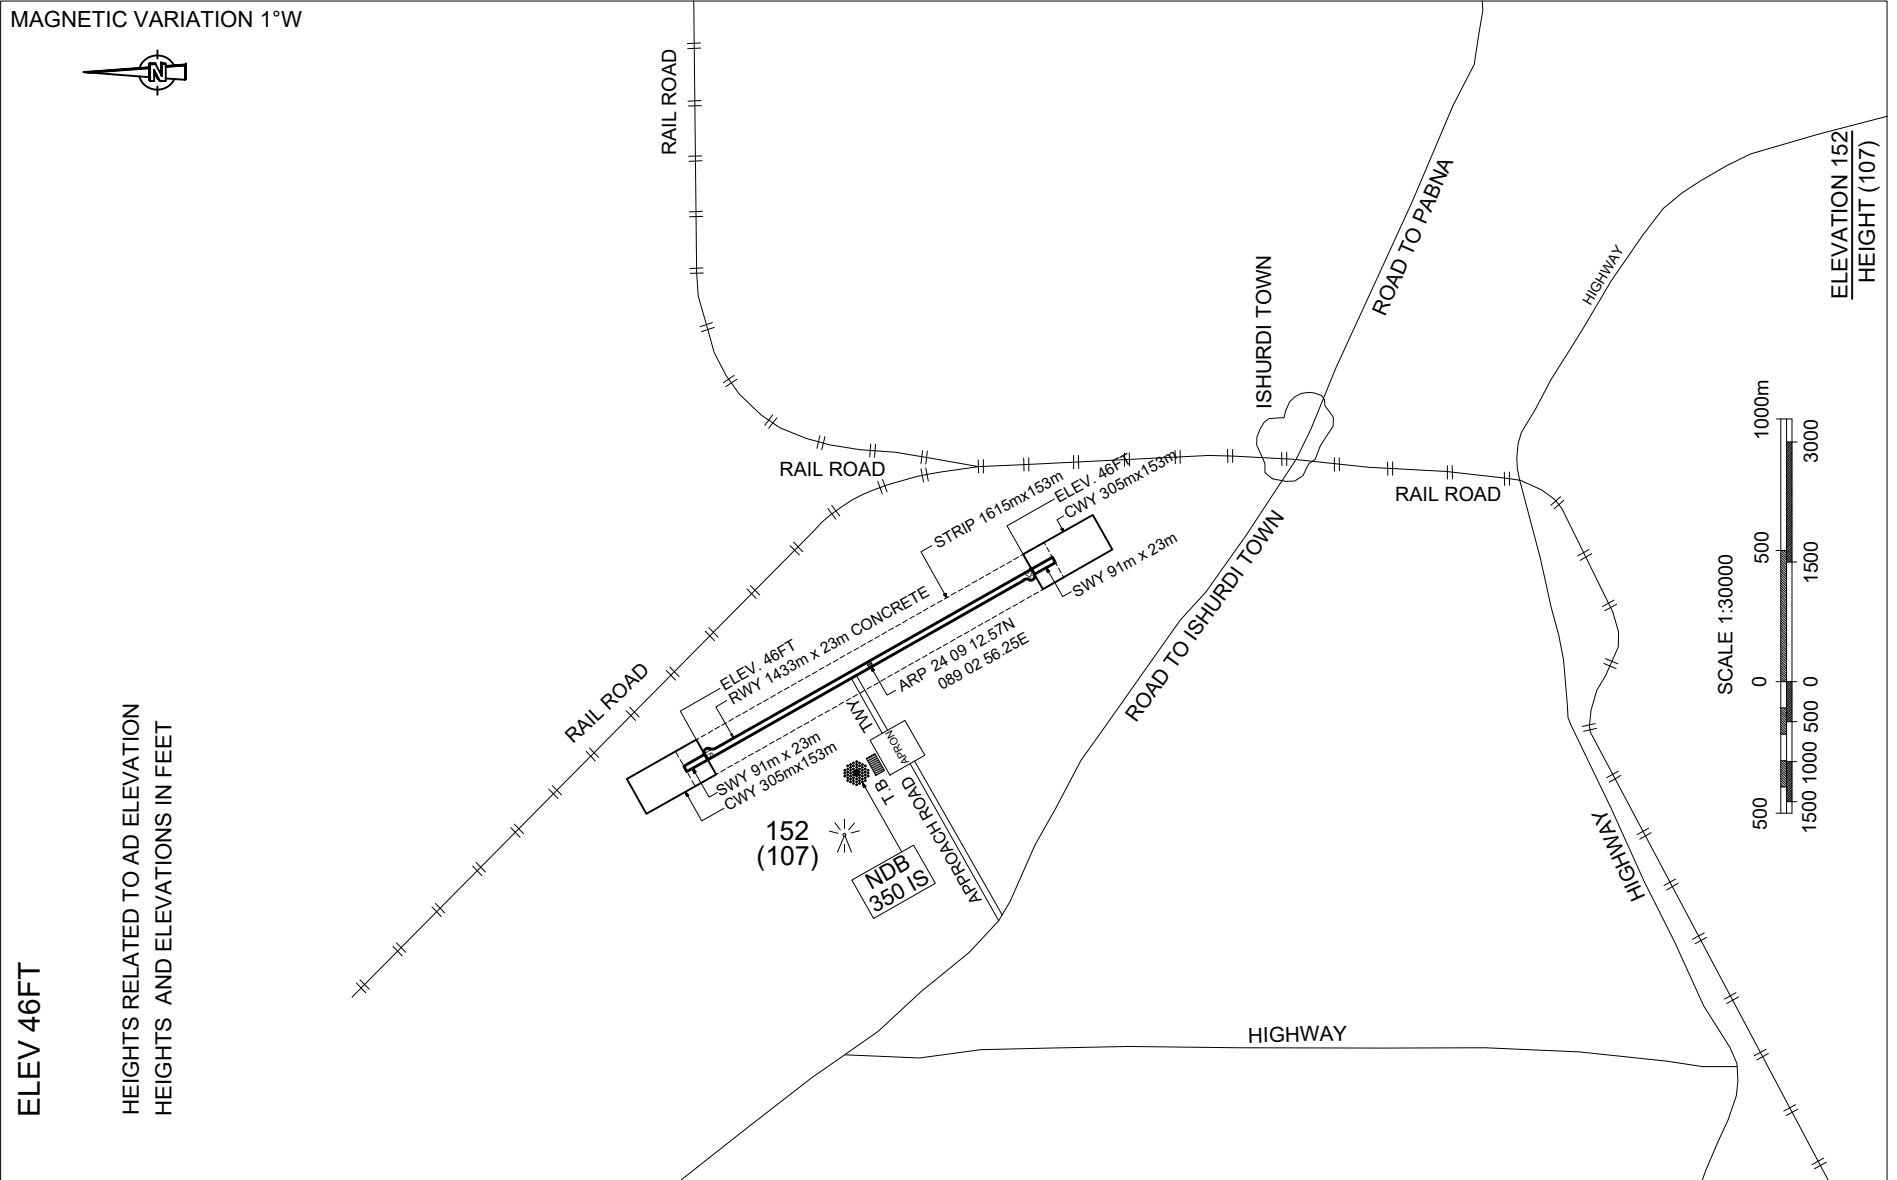 MAGNETIC VARIATION 1°W
N
ELEV 46FT
HEIGHTS RELATED TO AD ELEVATION
HEIGHTS AND ELEVATIONS IN FEET
RAIL ROAD
RAIL ROAD
RAIL ROAD
RAIL ROAD
ISHURDI TOWN
ROAD TO PABNA
HIGHWAY
ELEVATION 152
HEIGHT (107)
STRIP 1615mx153m
ELEV. 46FT
CWY 305mx153m
SWY 91m x 23m
ELEV. 46FT
RWY 1433m x 23m CONCRETE
ARP 24 09 12.57N
089 02 56.25E
SWY 91m x 23m
CWY 305mx153m
TWY
APRON
T.B
APPROACH ROAD
152
(107)
NDB
350 IS
ROAD TO ISHURDI TOWN
HIGHWAY
HIGHWAY
SCALE 1:30000
500 0 500 1000m
1500 1000 500 0 1500 3000